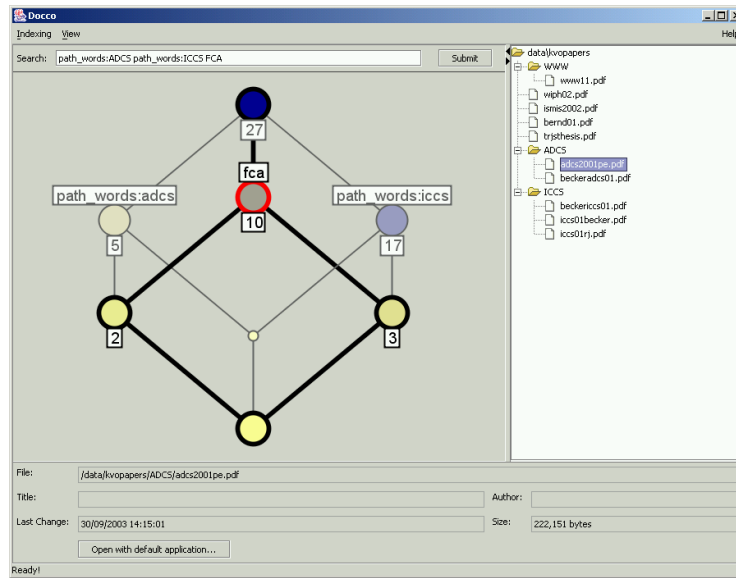 Docco
Indexing View Help
Search: path_words:ADCS path_words:ICCS FCA Submit
27
fca
path_words:adcs path_words:iccs
10
5 17
2 3
data\kvopapers
WWW
www11.pdf
wiph02.pdf
ismis2002.pdf
bernd01.pdf
trjsthesis.pdf
ADCS
adcs2001pe.pdf
beckeradcs01.pdf
ICCS
beckericcs01.pdf
iccs01becker.pdf
iccs01rj.pdf
File: /data/kvopapers/ADCS/adcs2001pe.pdf
Title: Author:
Last Change: 30/09/2003 14:15:01 Size: 222,151 bytes
Open with default application...
Ready!